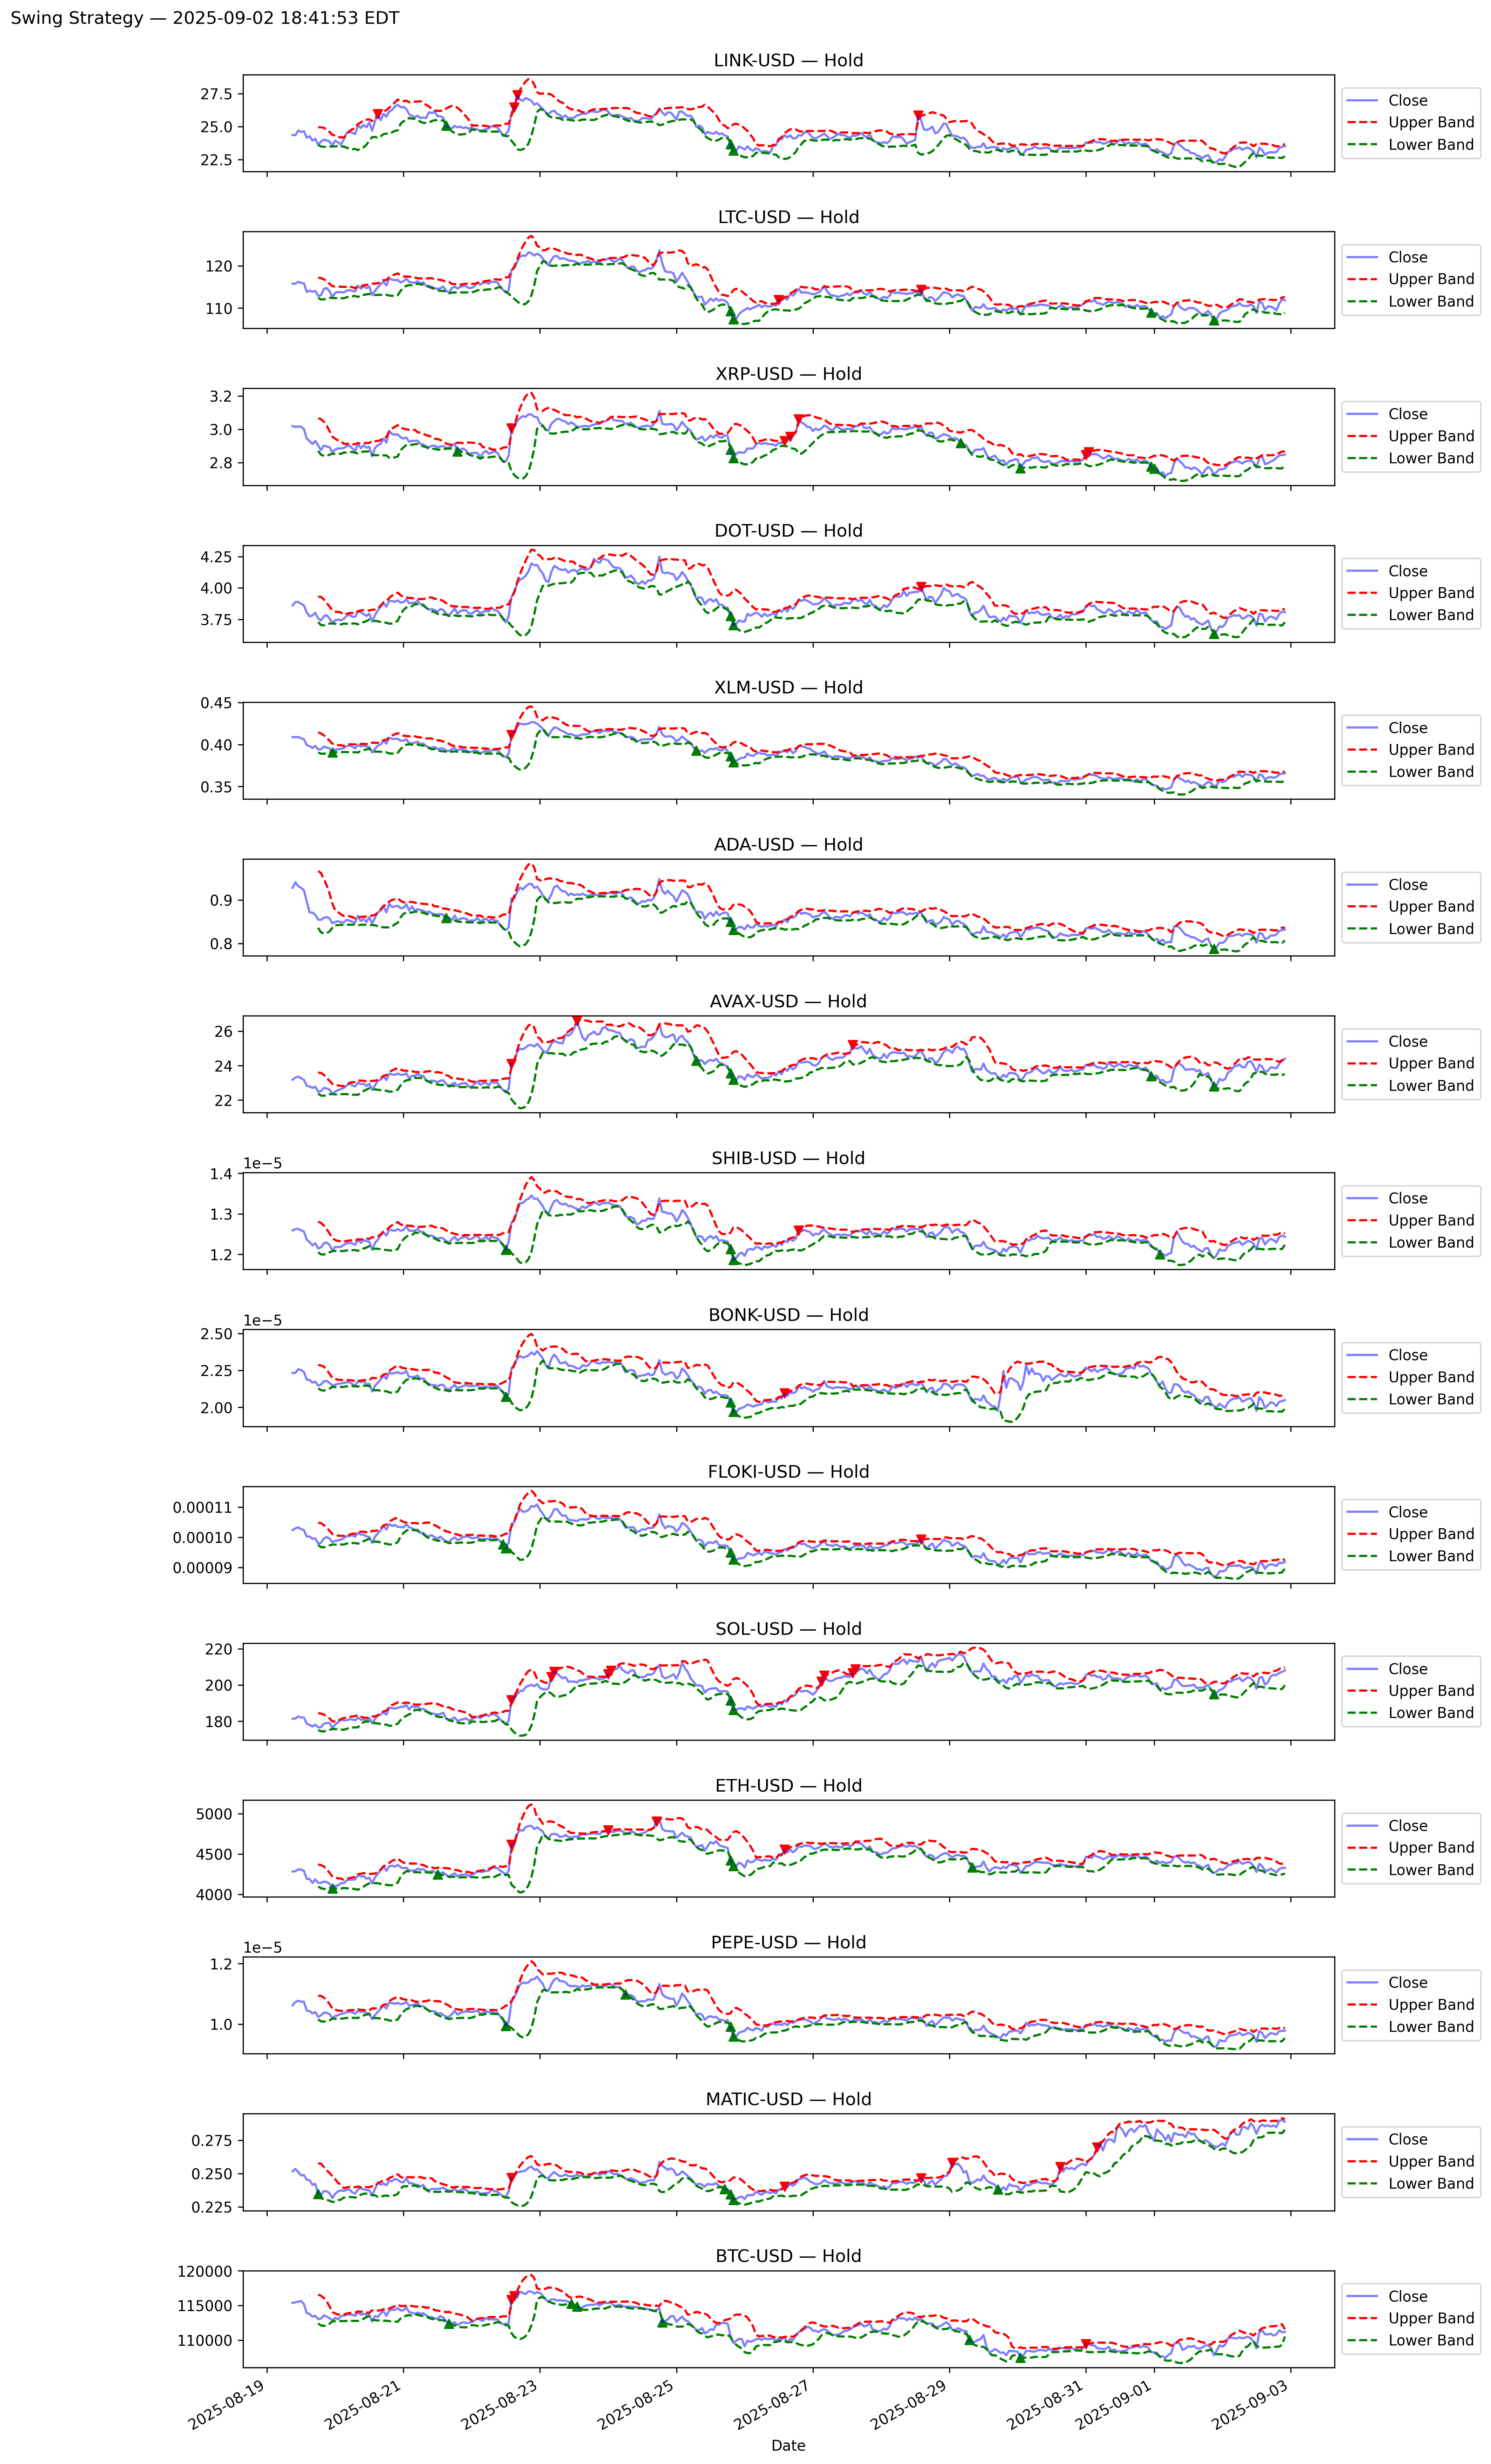 Swing Strategy — 2025-09-02 18:41:53 EDT
LINK-USD — Hold
27.5
25.0
22.5
Close
Upper Band
Lower Band
LTC-USD — Hold
120
110
Close
Upper Band
Lower Band
XRP-USD — Hold
3.2
3.0
2.8
Close
Upper Band
Lower Band
DOT-USD — Hold
4.25
4.00
3.75
Close
Upper Band
Lower Band
XLM-USD — Hold
0.45
0.40
0.35
Close
Upper Band
Lower Band
ADA-USD — Hold
0.9
0.8
Close
Upper Band
Lower Band
AVAX-USD — Hold
26
24
22
Close
Upper Band
Lower Band
SHIB-USD — Hold
1e−5
1.4
1.3
1.2
Close
Upper Band
Lower Band
BONK-USD — Hold
1e−5
2.50
2.25
2.00
Close
Upper Band
Lower Band
FLOKI-USD — Hold
0.00011
0.00010
0.00009
Close
Upper Band
Lower Band
SOL-USD — Hold
220
200
180
Close
Upper Band
Lower Band
ETH-USD — Hold
5000
4500
4000
Close
Upper Band
Lower Band
PEPE-USD — Hold
1e−5
1.2
1.0
Close
Upper Band
Lower Band
MATIC-USD — Hold
0.275
0.250
0.225
Close
Upper Band
Lower Band
BTC-USD — Hold
120000
115000
110000
Close
Upper Band
Lower Band
2025-08-19
2025-08-21
2025-08-23
2025-08-25
2025-08-27
2025-08-29
2025-08-31
2025-09-01
2025-09-03
Date